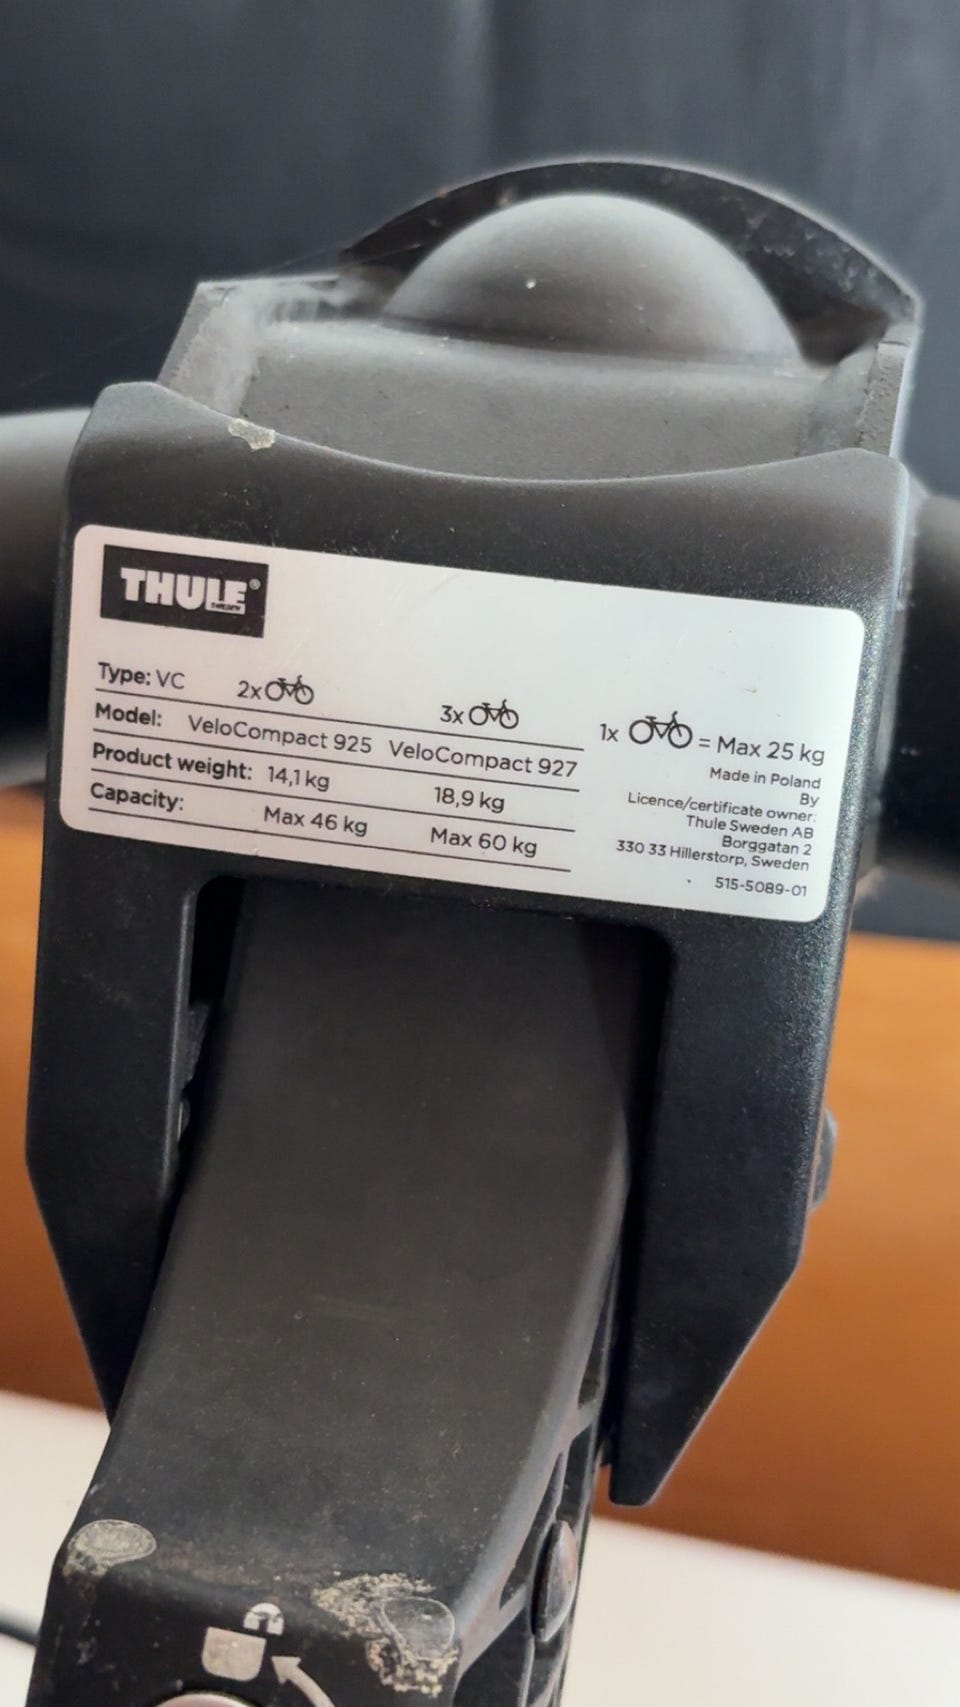 THULE®
SWEDEN
Type: VC 2x 3x
Model: VeloCompact 925 VeloCompact 927
Product weight: 14,1 kg 18,9 kg
Capacity: Max 46 kg Max 60 kg
1x = Max 25 kg
Made in Poland
By
Licence/certificate owner:
Thule Sweden AB
Borggatan 2
330 33 Hillerstorp, Sweden
515-5089-01